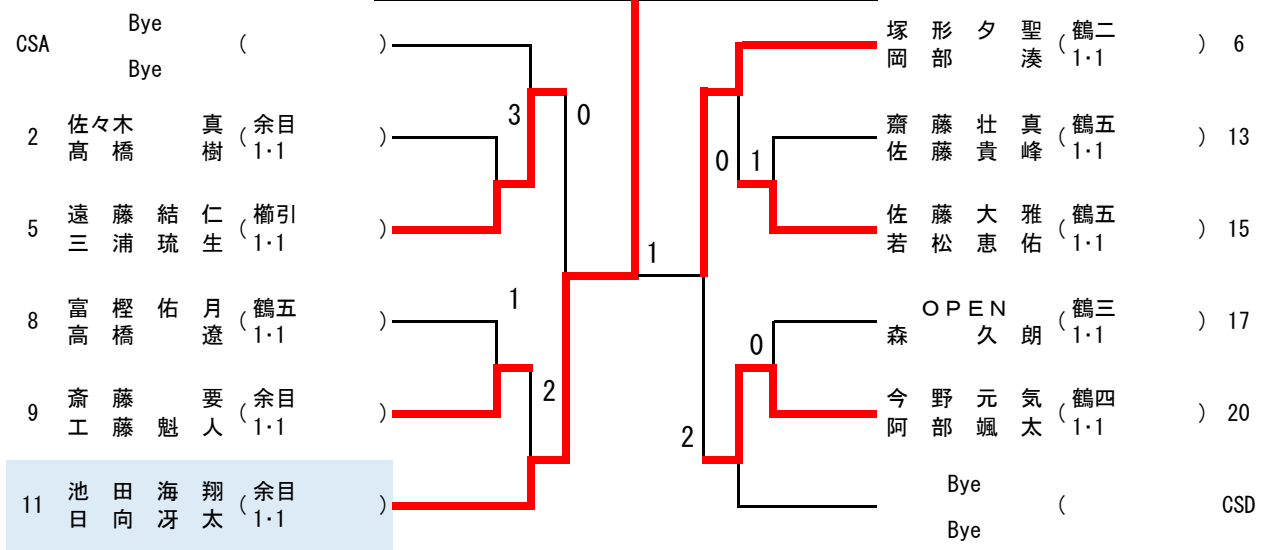 Bye
CSA ( )
Bye
2 佐々木 真 ( 余目 )
髙橋 樹 1・1
5 遠藤結仁 ( 櫛引 )
三浦琉生 1・1
8 富樫佑月 ( 鶴五 )
高橋 遼 1・1
9 斎藤 要 ( 余目 )
工藤魁人 1・1
11 池田海翔 ( 余目 )
日向冴太 1・1
3
0
1
2
1
0
1
0
2
塚形夕聖 ( 鶴二 ) 6
岡部 湊 1・1
齋藤壮真 ( 鶴五 ) 13
佐藤貴峰 1・1
佐藤大雅 ( 鶴五 ) 15
若松恵佑 1・1
ＯＰＥＮ ( 鶴三 ) 17
森 久朗 1・1
今野元気 ( 鶴四 ) 20
阿部颯太 1・1
Bye
( CSD
Bye